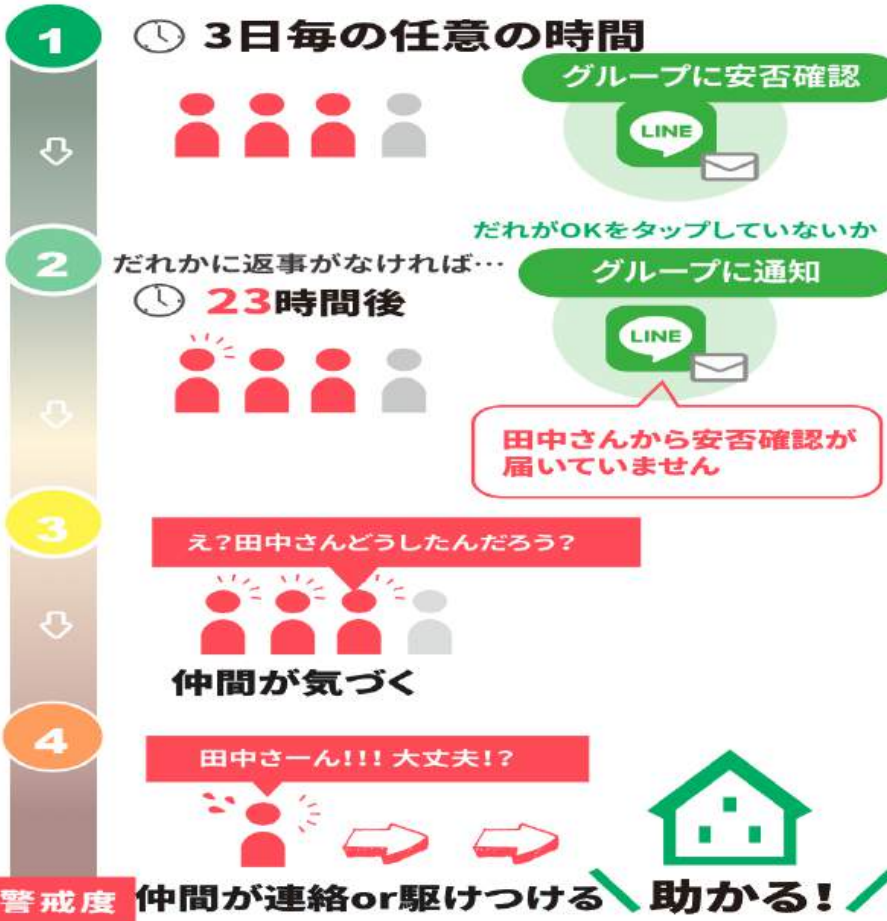 1
3日毎の任意の時間
グループに安否確認
LINE
だれがOKをタップしていないか
2
だれかに返事がなければ…
グループに通知
23時間後
LINE
田中さんから安否確認が
届いていません
3
え？田中さんどうしたんだろう？
仲間が気づく
4
田中さーん!!! 大丈夫!?
警戒度
仲間が連絡or駆けつける
助かる!